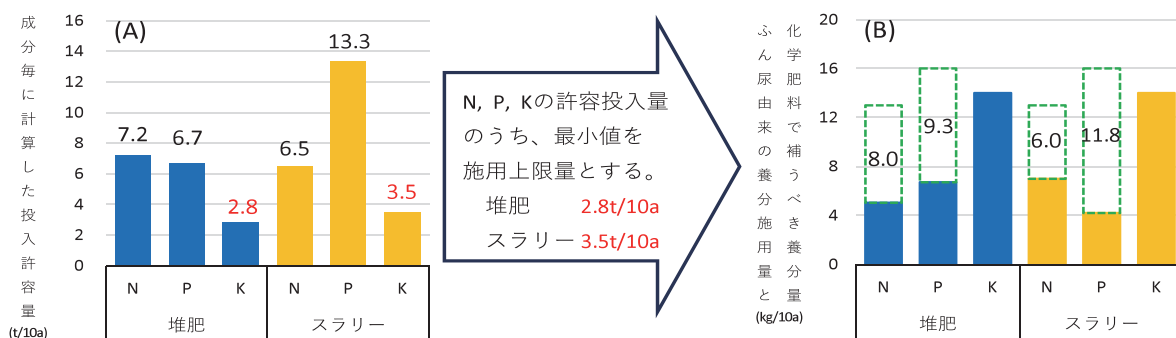 成分毎に計算した投入許容量
(t/10a)
(A)
16
14
12
10
8
6
4
2
0
7.2
6.7
2.8
6.5
13.3
3.5
N
P
K
N
P
K
堆肥
スラリー
N, P, Kの許容投入量
のうち、最小値を
施用上限量とする。
堆肥 2.8t/10a
スラリー 3.5t/10a
ふん尿由来の養分施用量と
化学肥料で補うべき養分量
(kg/10a)
(B)
20
16
12
8
4
0
8.0
9.3
6.0
11.8
N
P
K
N
P
K
堆肥
スラリー